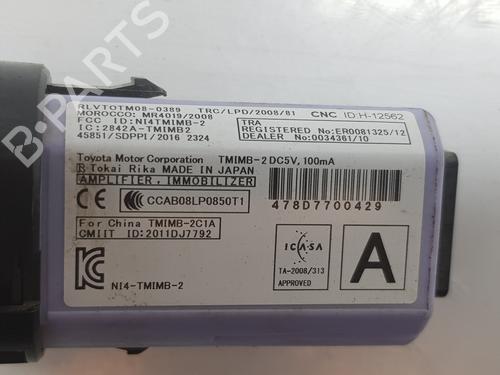 RLVTOTM08-0389 TRC/LPD/2008/81 CNC ID:H-12562
MOROCCO: MR4019/2008
FCC ID:NI4TMIMB-2
IC:2842A-TMIMB2
45851/SDPPI/2016 2324
TRA
REGISTERED No:ER0081325/12
DEALER No:0034361/10
Toyota Motor Corporation TMIMB-2 DC5V, 100mA
Tokai Rika MADE IN JAPAN
AMPLIFIER, IMMOBILIZER
CE CCAB08LP0850T1
478D7700429
For China TMIMB-2C1A
CMIIT ID:2011DJ7792
NI4-TMIMB-2
ICASA
TA-2008/313
APPROVED
A
B-PARTS